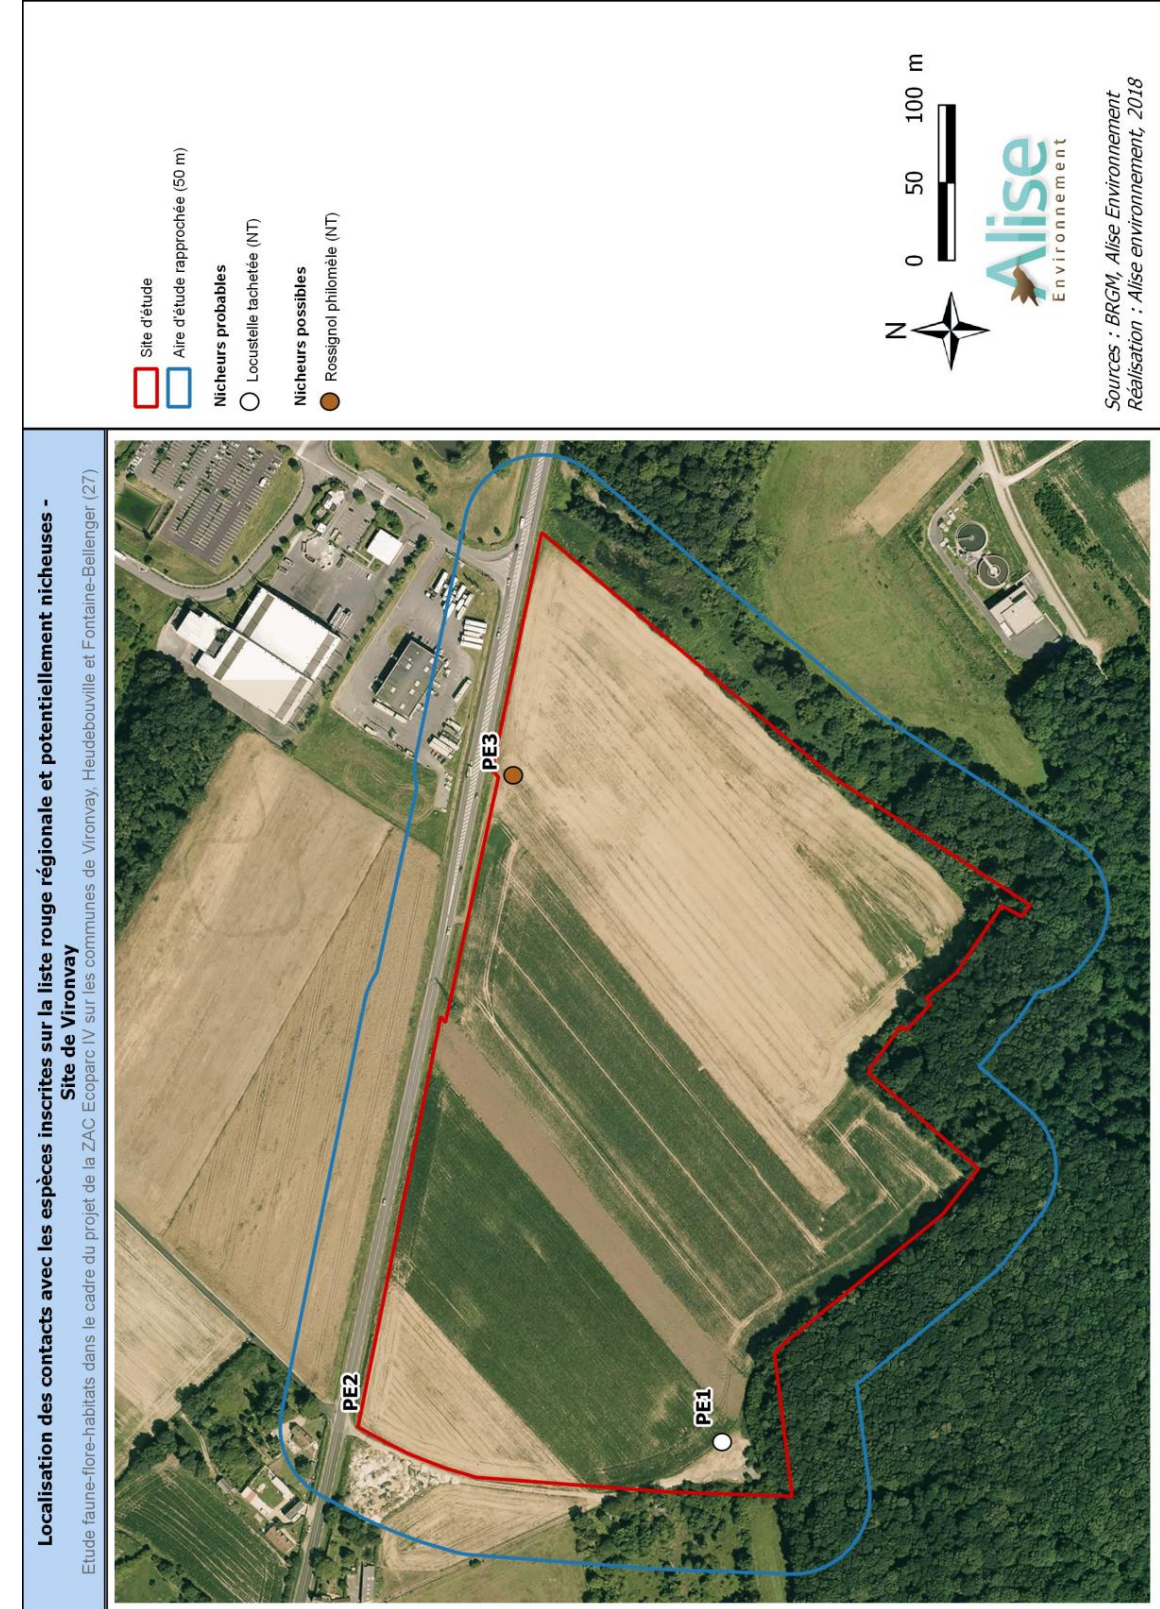 Localisation des contacts avec les espèces inscrites sur la liste rouge régionale et potentiellement nicheuses -
Site de Vironvay
Etude faune-flore-habitats dans le cadre du projet de la ZAC Ecoparc IV sur les communes de Vironvay, Heudebouville et Fontaine-Bellenger (27)
PE2
PE3
PE1
Site d'étude
Aire d'étude rapprochée (50 m)
Nicheurs probables
Locustelle tachetée (NT)
Nicheurs possibles
Rossignol philomèle (NT)
N
0 50 100 m
Alise
Environnement
Sources : BRGM, Alise Environnement
Réalisation : Alise environnement, 2018